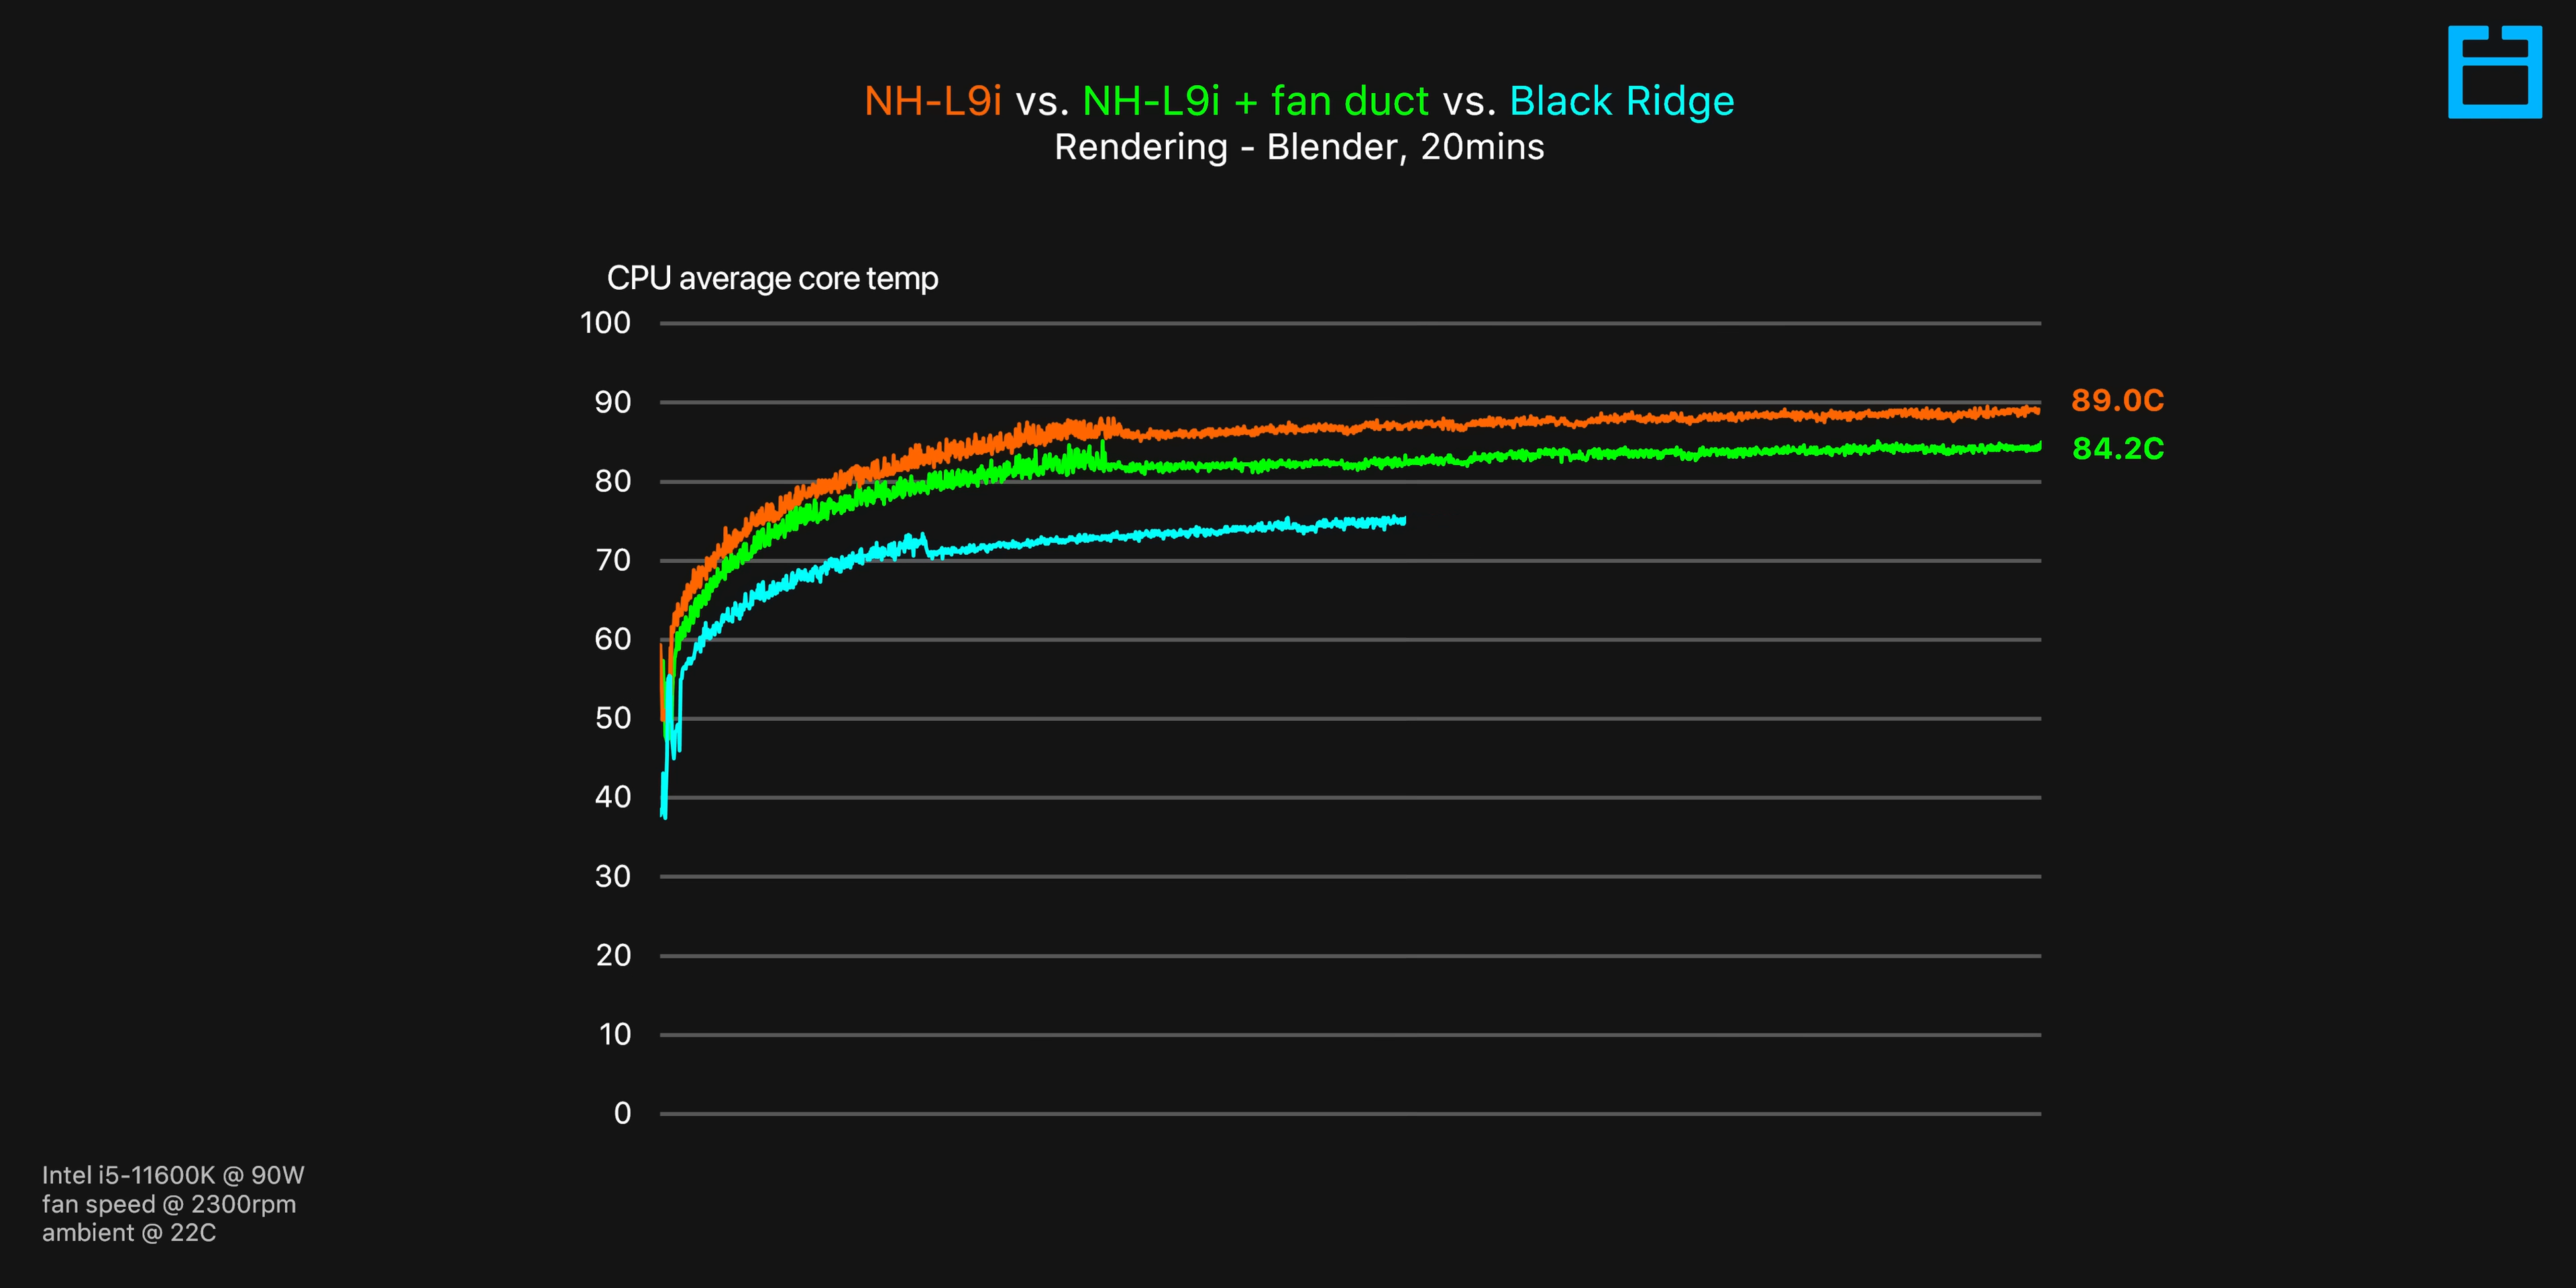 NH-L9i vs. NH-L9i + fan duct vs. Black Ridge
Rendering - Blender, 20mins
CPU average core temp
100
90
89.0C
84.2C
80
70
60
50
40
30
20
10
0
Intel i5-11600K @ 90W
fan speed @ 2300rpm
ambient @ 22C